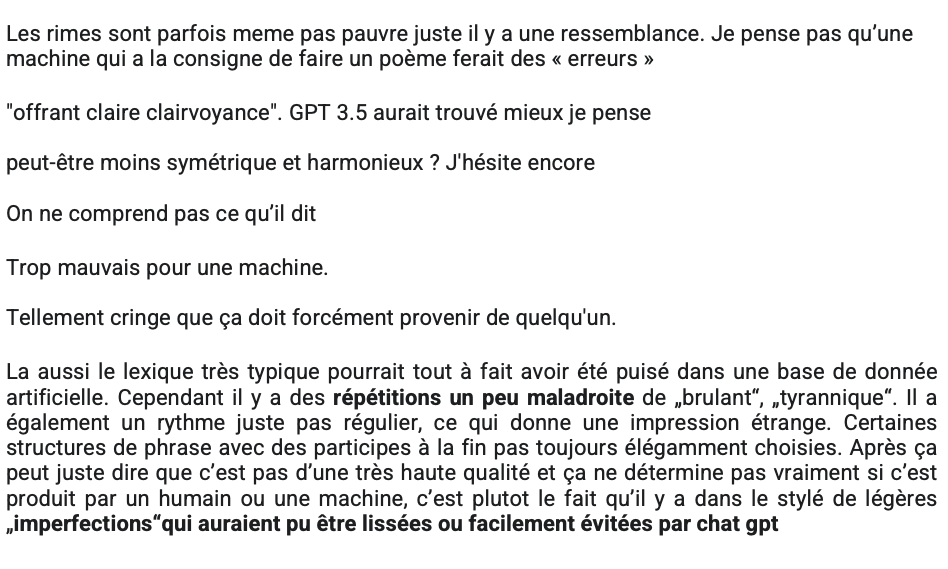 Les rimes sont parfois meme pas pauvre juste il y a une ressemblance. Je pense pas qu’une
machine qui a la consigne de faire un poème ferait des « erreurs »
"offrant claire clairvoyance". GPT 3.5 aurait trouvé mieux je pense
peut-être moins symétrique et harmonieux ? J'hésite encore
On ne comprend pas ce qu’il dit
Trop mauvais pour une machine.
Tellement cringe que ça doit forcément provenir de quelqu'un.
La aussi le lexique très typique pourrait tout à fait avoir été puisé dans une base de donnée
artificielle. Cependant il y a des répétitions un peu maladroite de „brulant“, „tyrannique“. Il a
également un rythme juste pas régulier, ce qui donne une impression étrange. Certaines
structures de phrase avec des participes à la fin pas toujours élégamment choisies. Après ça
peut juste dire que c’est pas d’une très haute qualité et ça ne détermine pas vraiment si c’est
produit par un humain ou une machine, c’est plutot le fait qu’il y a dans le stylé de légères
„imperfections“qui auraient pu être lissées ou facilement évitées par chat gpt